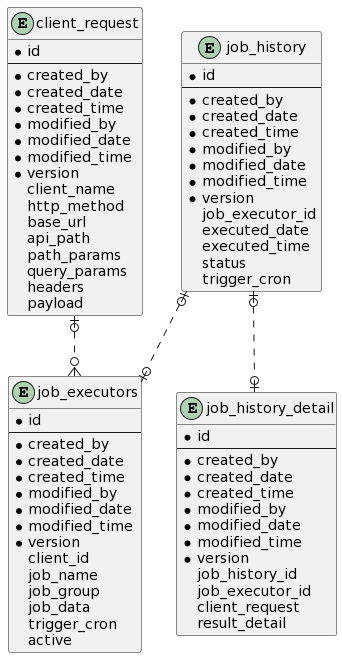 E client_request
id
created_by
created_date
created_time
modified_by
modified_date
modified_time
version
client_name
http_method
base_url
api_path
path_params
query_params
headers
payload
E job_history
id
created_by
created_date
created_time
modified_by
modified_date
modified_time
version
job_executor_id
executed_date
executed_time
status
trigger_cron
E job_executors
id
created_by
created_date
created_time
modified_by
modified_date
modified_time
version
client_id
job_name
job_group
job_data
trigger_cron
active
E job_history_detail
id
created_by
created_date
created_time
modified_by
modified_date
modified_time
version
job_history_id
job_executor_id
client_request
result_detail